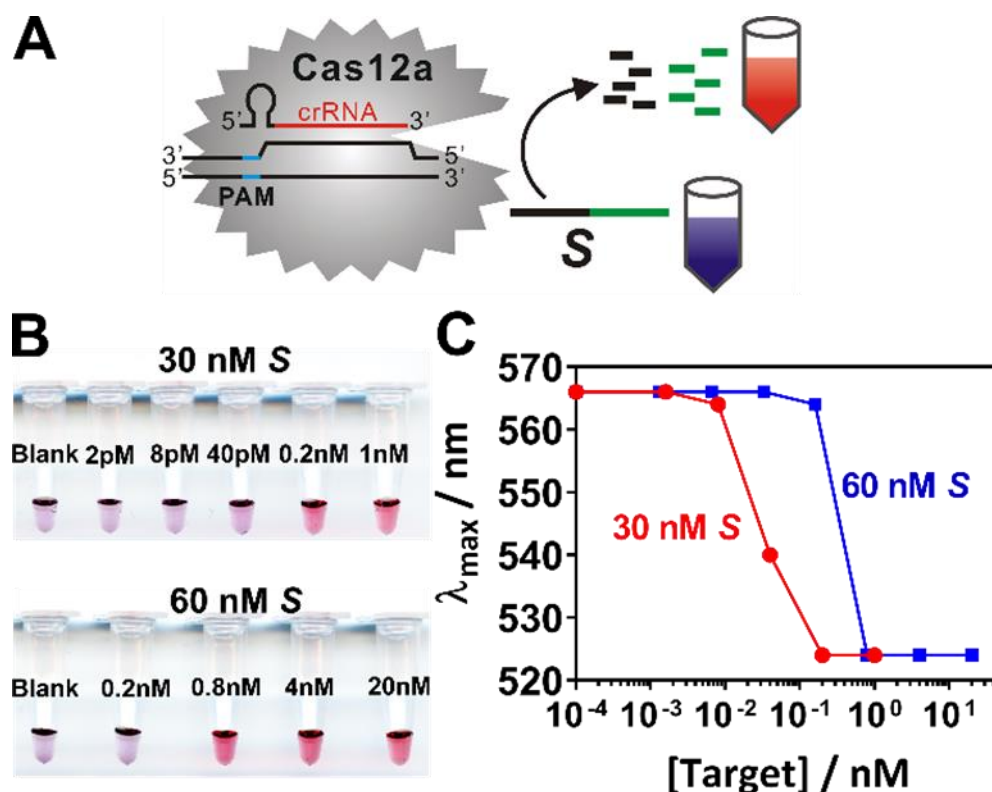 A
Cas12a
5’ crRNA 3’
3’ 5’
5’ 3’
PAM
S
B
30 nM S
Blank 2pM 8pM 40pM 0.2nM 1nM
60 nM S
Blank 0.2nM 0.8nM 4nM 20nM
C
570
560
550
540
530
520
λmax / nm
30 nM S
60 nM S
10-4 10-3 10-2 10-1 100 101
[Target] / nM